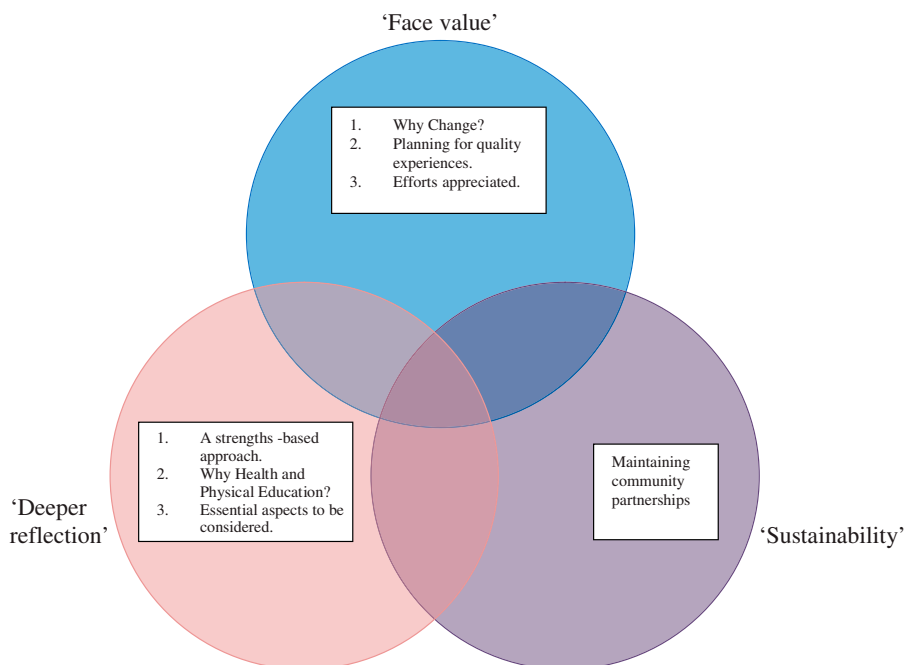 ‘Face value’
1. Why Change?
2. Planning for quality
experiences.
3. Efforts appreciated.
1. A strengths -based
approach.
2. Why Health and
Physical Education?
3. Essential aspects to be
considered.
‘Deeper
reflection’
Maintaining
community
partnerships
‘Sustainability’